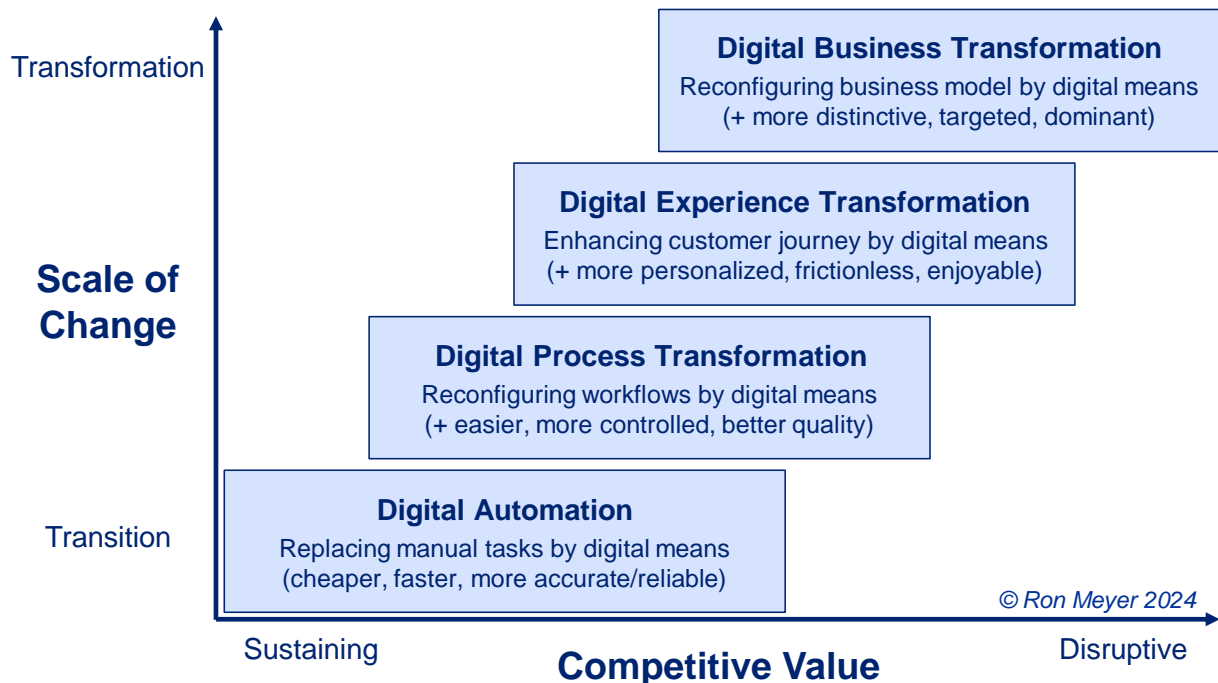 Transformation
Digital Business Transformation
Reconfiguring business model by digital means
(+ more distinctive, targeted, dominant)
Digital Experience Transformation
Enhancing customer journey by digital means
(+ more personalized, frictionless, enjoyable)
Scale of
Change
Digital Process Transformation
Reconfiguring workflows by digital means
(+ easier, more controlled, better quality)
Transition
Digital Automation
Replacing manual tasks by digital means
(cheaper, faster, more accurate/reliable)
© Ron Meyer 2024
Sustaining
Competitive Value
Disruptive